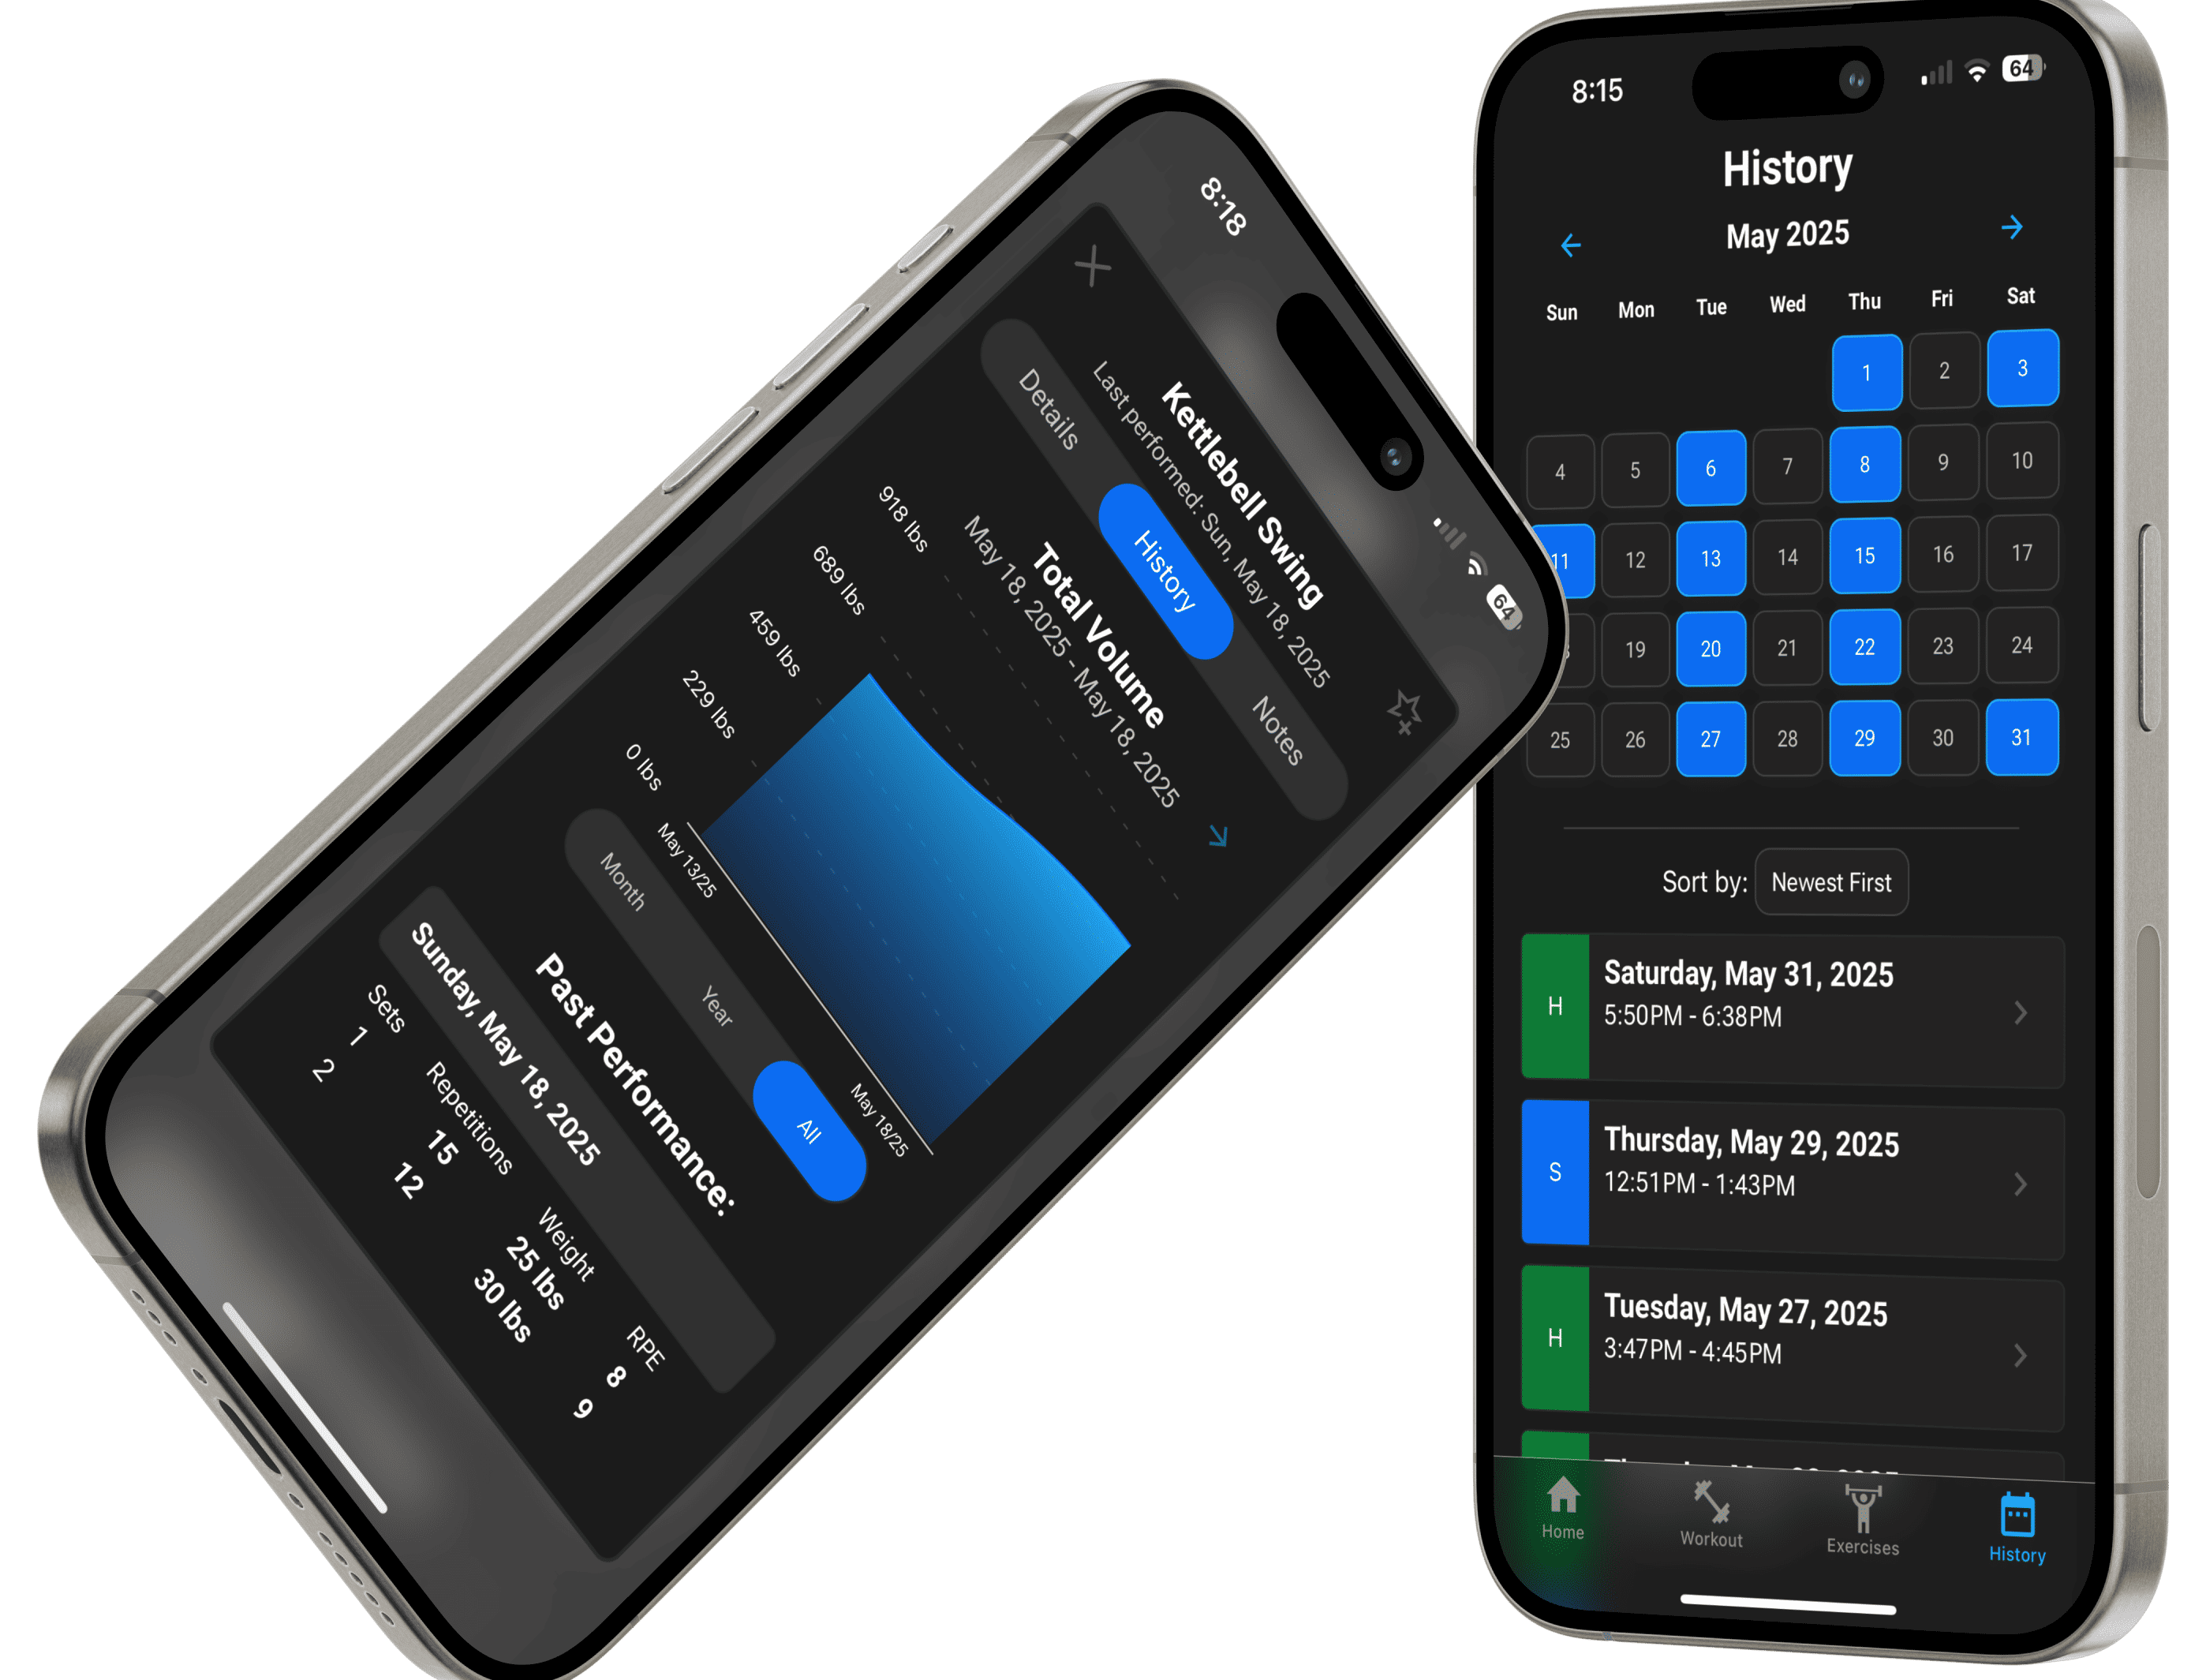 8:18
64
Kettlebell Swing
Last performed: Sun, May 18, 2025
Details
History
Notes
Total Volume
May 18, 2025 - May 18, 2025
918 lbs
689 lbs
459 lbs
229 lbs
0 lbs
May 13/25
May 18/25
Month
Year
All
Past Performance:
Sunday, May 18, 2025
Sets Repetitions Weight RPE
1 15 25 lbs 8
2 12 30 lbs 9
8:15
64
History
May 2025
Sun Mon Tue Wed Thu Fri Sat
1 2 3
4 5 6 7 8 9 10
11 12 13 14 15 16 17
19 20 21 22 23 24
25 26 27 28 29 30 31
Sort by: Newest First
H
Saturday, May 31, 2025
5:50PM - 6:38PM
S
Thursday, May 29, 2025
12:51PM - 1:43PM
H
Tuesday, May 27, 2025
3:47PM - 4:45PM
Home
Workout
Exercises
History